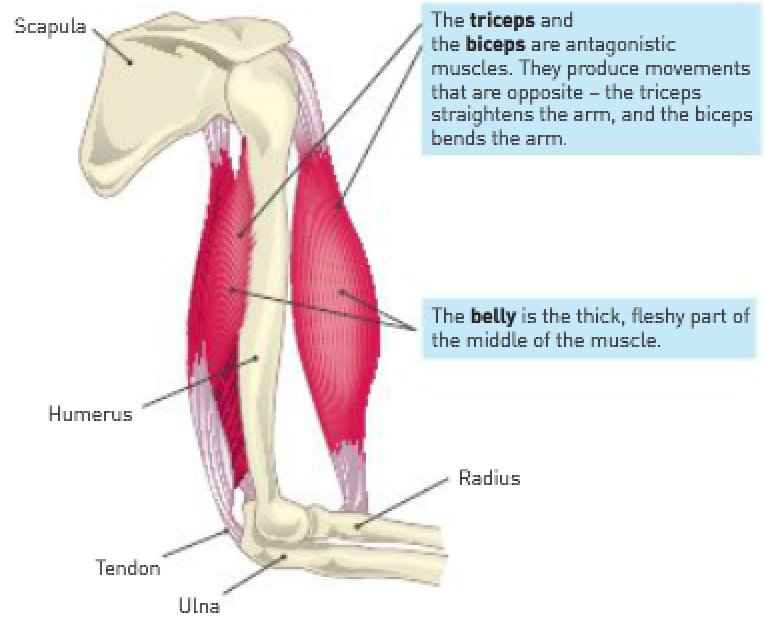 Scapula
The triceps and
the biceps are antagonistic
muscles. They produce movements
that are opposite – the triceps
straightens the arm, and the biceps
bends the arm.
The belly is the thick, fleshy part of
the middle of the muscle.
Humerus
Radius
Tendon
Ulna